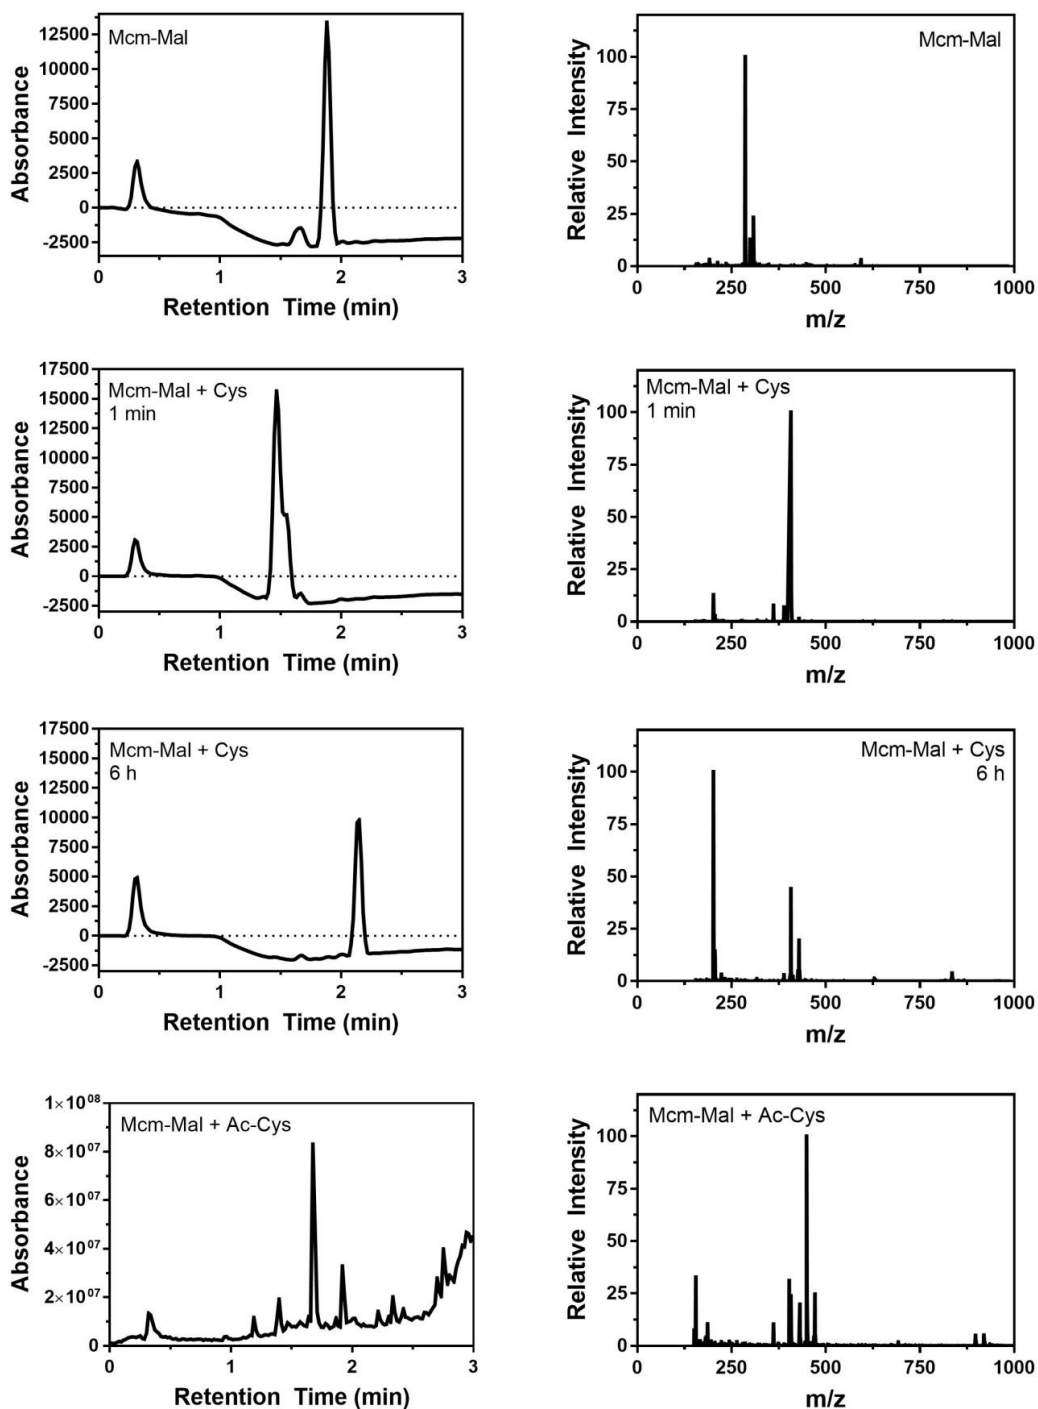 Mcm-Mal
12500
10000
7500
5000
2500
0
-2500
Absorbance
0 1 2 3
Retention Time (min)
Mcm-Mal
100
75
50
25
0
Relative Intensity
0 250 500 750 1000
m/z
Mcm-Mal + Cys
1 min
17500
15000
12500
10000
7500
5000
2500
0
-2500
Absorbance
0 1 2 3
Retention Time (min)
Mcm-Mal + Cys
1 min
100
75
50
25
0
Relative Intensity
0 250 500 750 1000
m/z
Mcm-Mal + Cys
6 h
17500
15000
12500
10000
7500
5000
2500
0
-2500
Absorbance
0 1 2 3
Retention Time (min)
Mcm-Mal + Cys
6 h
100
75
50
25
0
Relative Intensity
0 250 500 750 1000
m/z
Mcm-Mal + Ac-Cys
1×10⁰⁸
8×10⁰⁷
6×10⁰⁷
4×10⁰⁷
2×10⁰⁷
0
Absorbance
0 1 2 3
Retention Time (min)
Mcm-Mal + Ac-Cys
100
75
50
25
0
Relative Intensity
0 250 500 750 1000
m/z